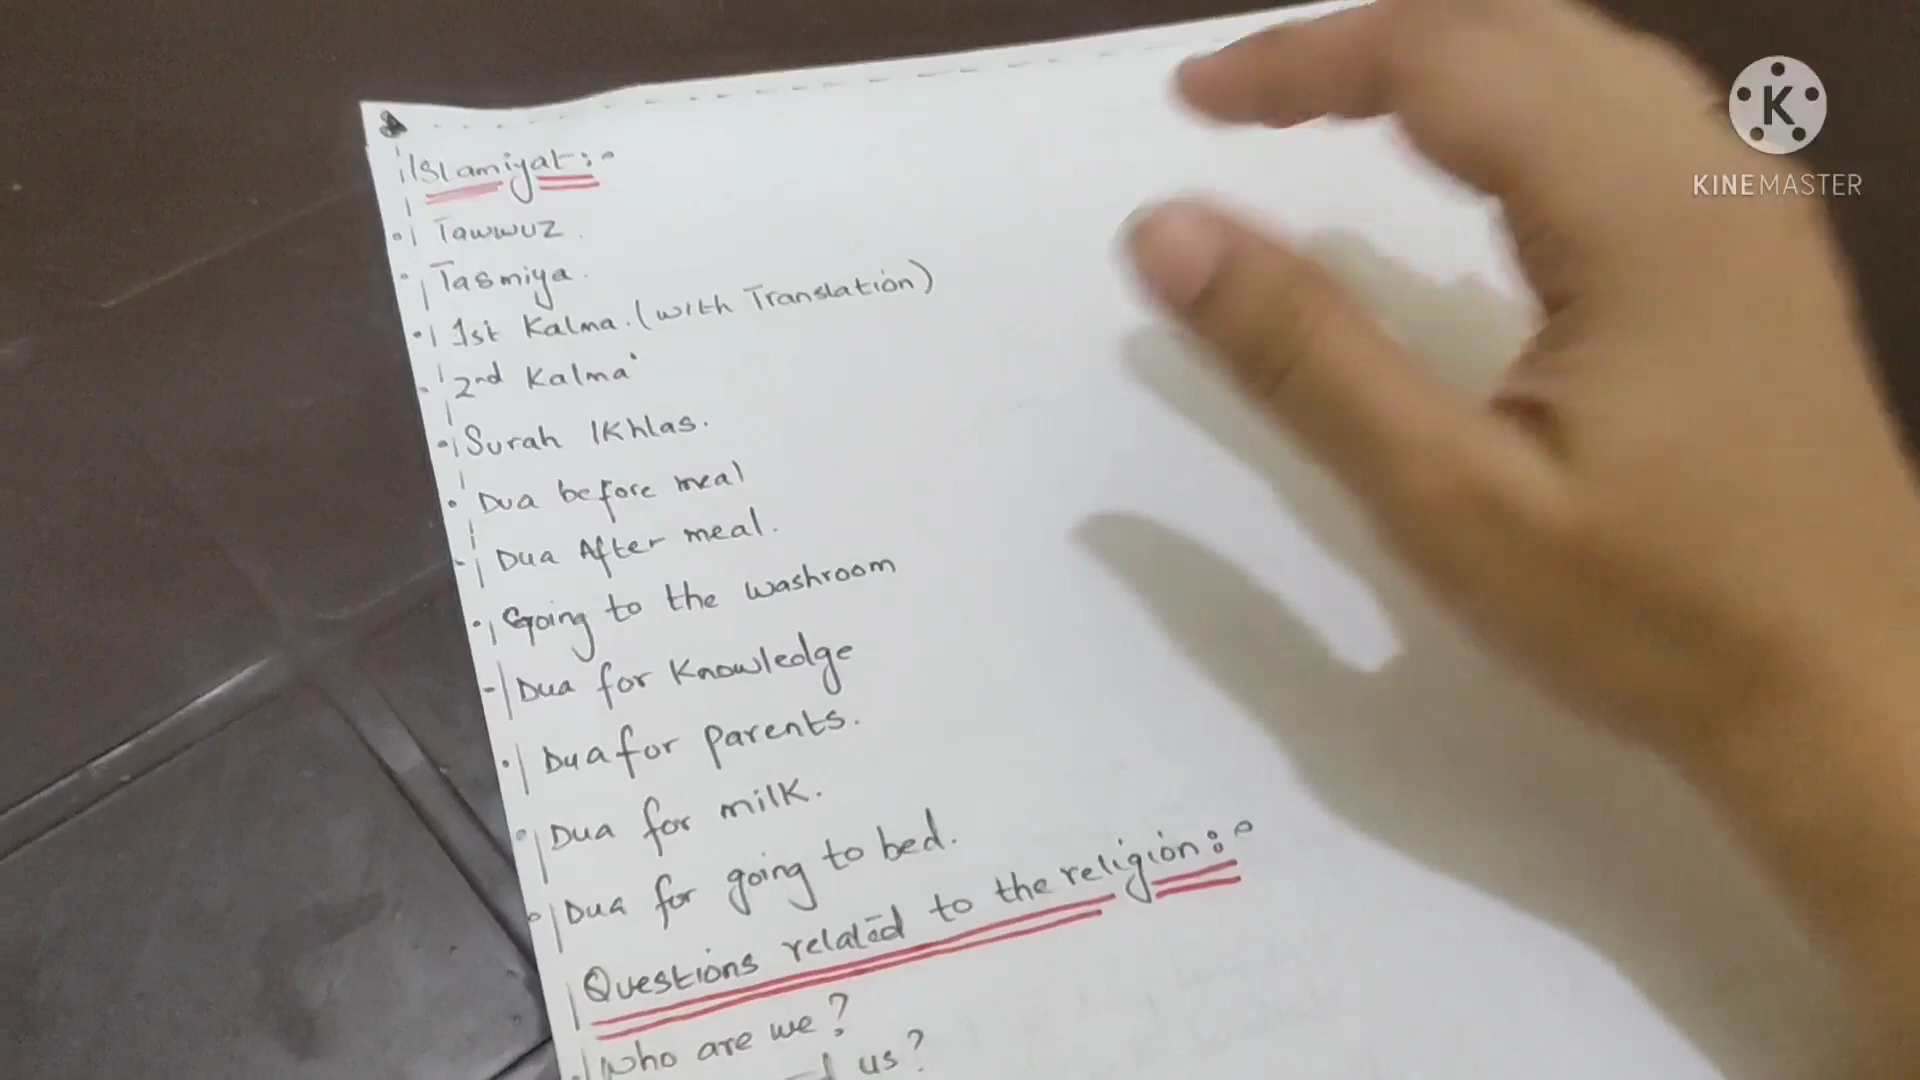 Islamiyat:-
Tawwuz.
Tasmiya.
1st Kalma. (with Translation)
2nd Kalma
Surah Ikhlas.
Dua before meal
Dua After meal.
Going to the washroom
Dua for Knowledge
Dua for parents.
Dua for milk.
Dua for going to bed.
Questions related to the religion:-
Who are we?
us?
K
KINEMASTER